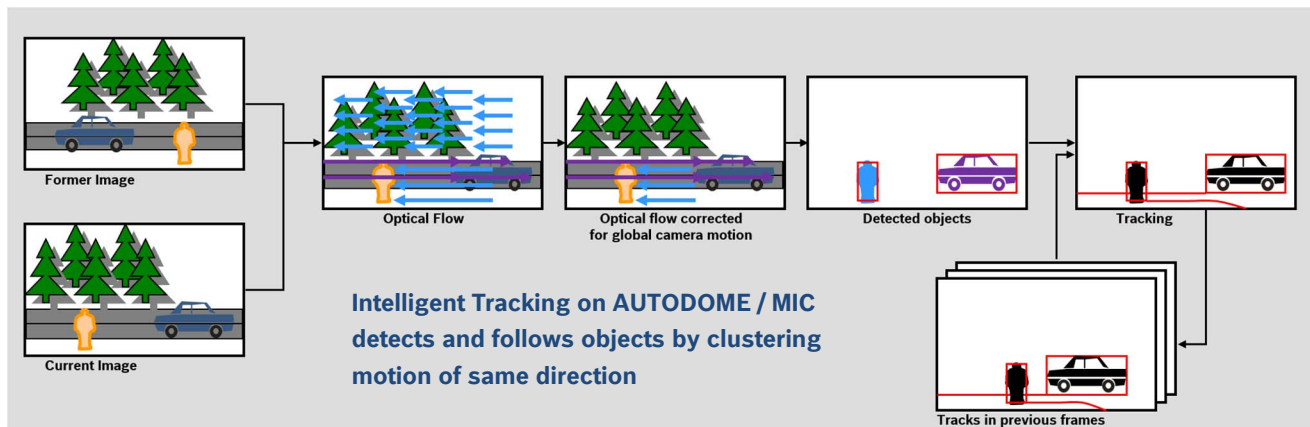 Former Image
Current Image
Optical Flow
Optical flow corrected
for global camera motion
Detected objects
Tracking
Intelligent Tracking on AUTODOME / MIC
detects and follows objects by clustering
motion of same direction
Tracks in previous frames